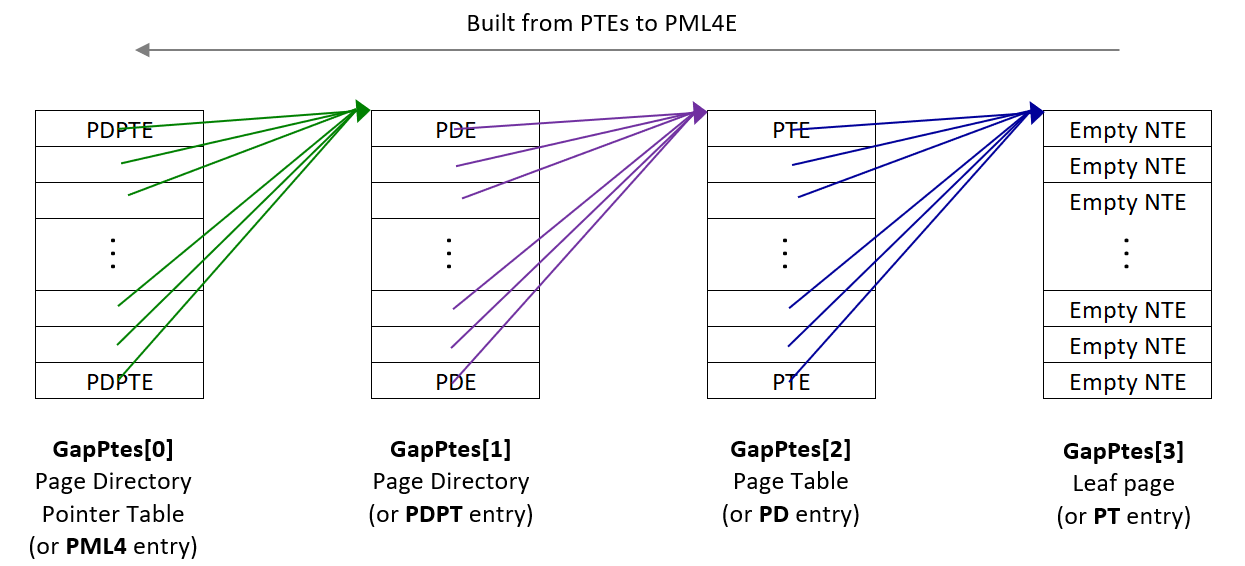 Built from PTEs to PML4E
PDPTE
PDPTE
GapPtes[0]
Page Directory
Pointer Table
(or PML4 entry)
PDE
PDE
GapPtes[1]
Page Directory
(or PDPT entry)
PTE
PTE
GapPtes[2]
Page Table
(or PD entry)
Empty NTE
Empty NTE
Empty NTE
Empty NTE
Empty NTE
Empty NTE
GapPtes[3]
Leaf page
(or PT entry)